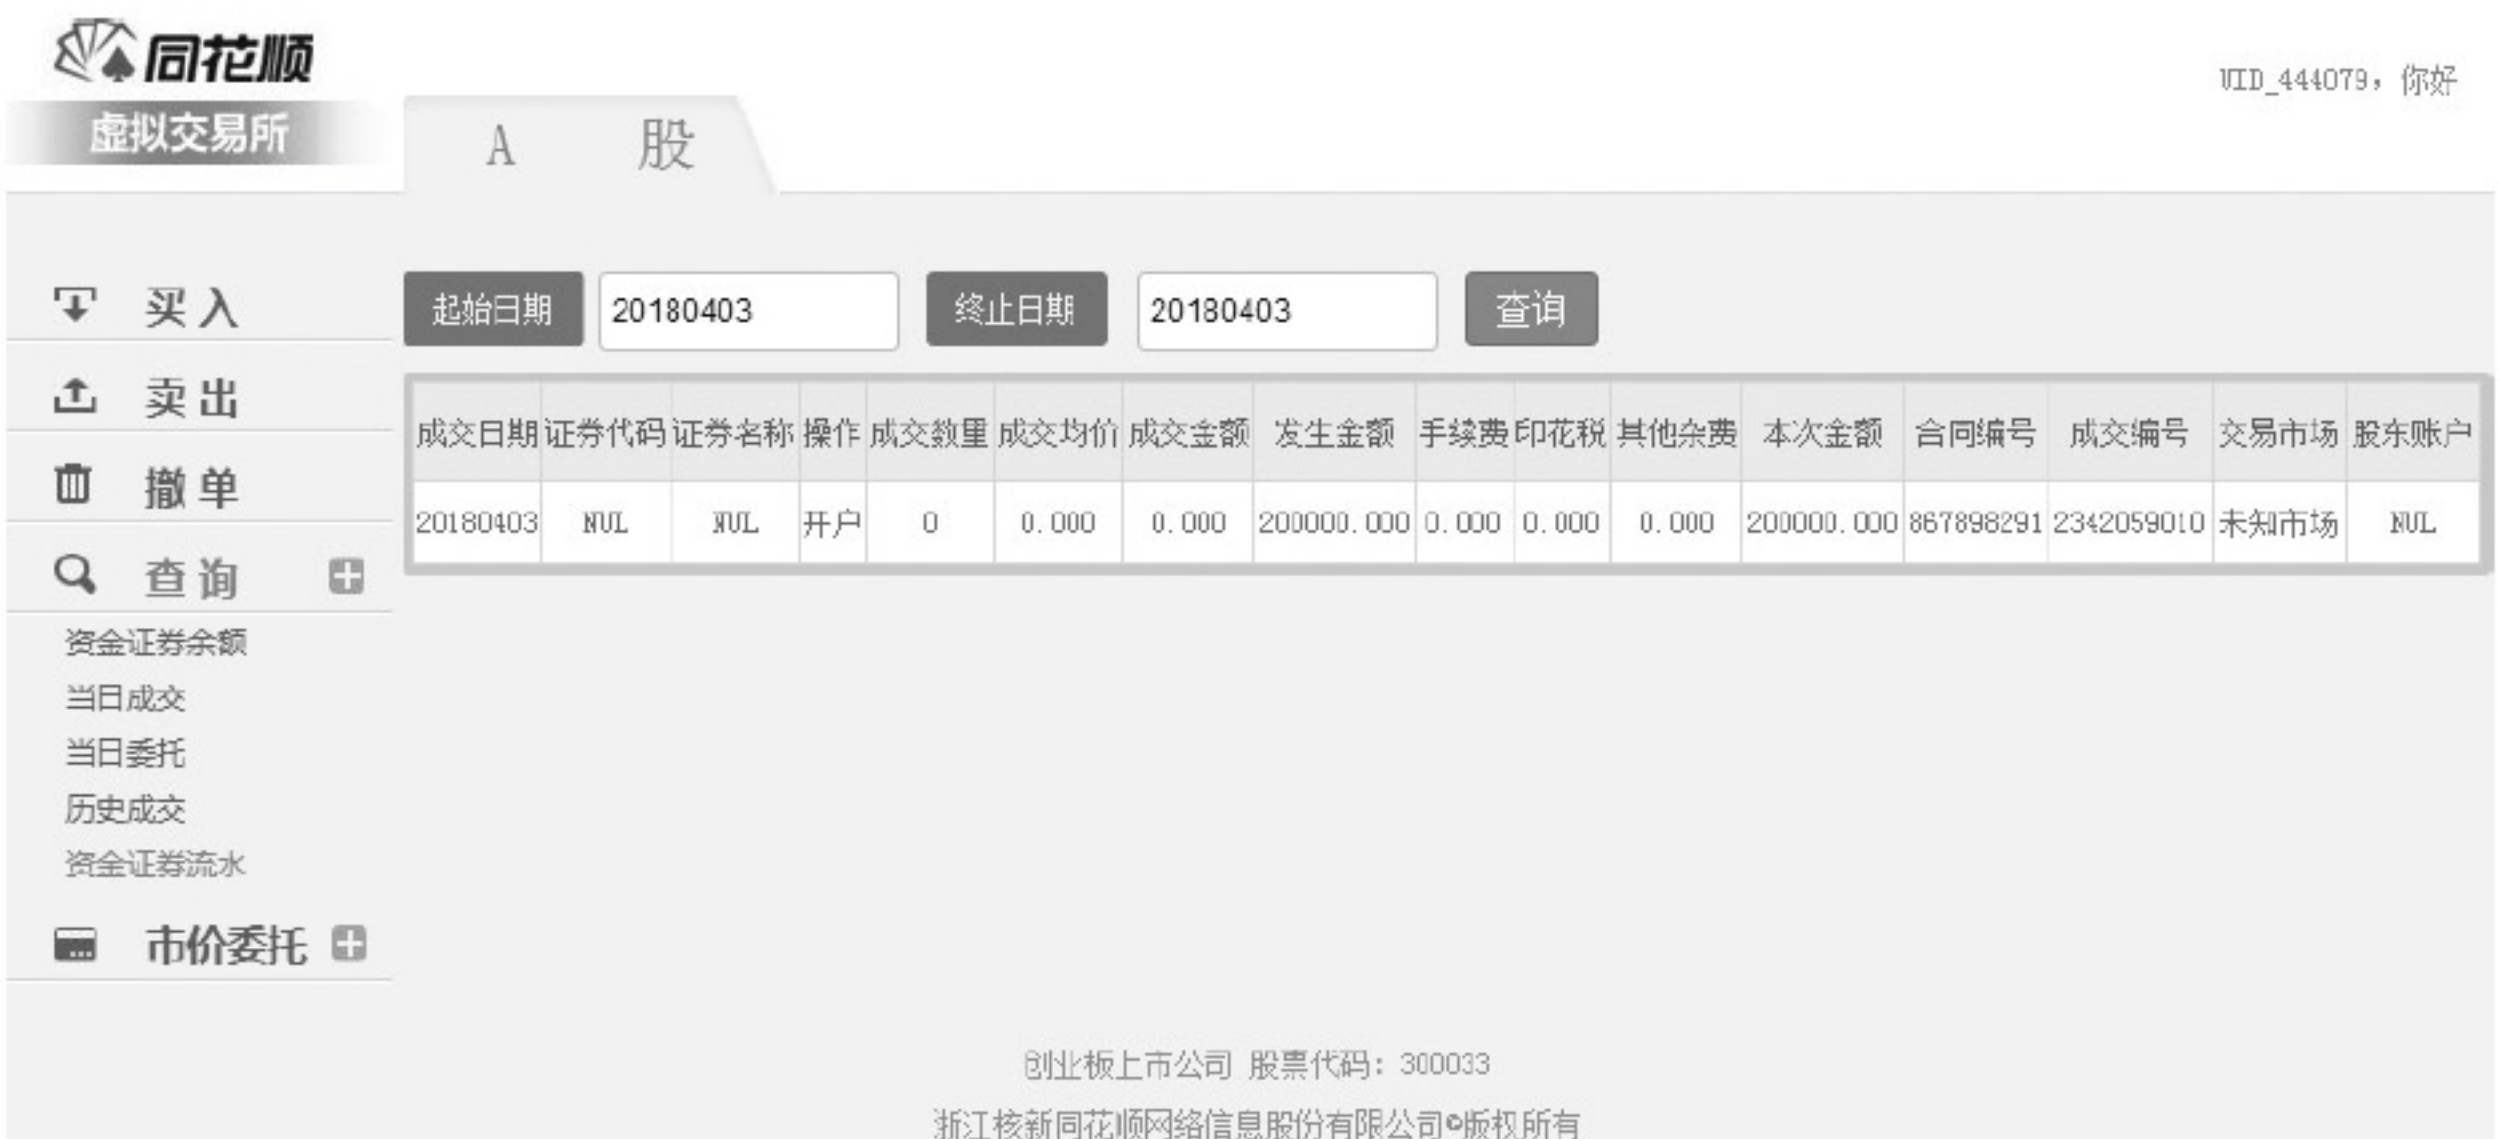 同花顺
虚拟交易所
UID_444079，你好
A 股
买入
卖出
撤单
查询
资金证券余额
当日成交
当日委托
历史成交
资金证券流水
市价委托
起始日期 20180403 终止日期 20180403 查询
成交日期 证券代码 证券名称 操作 成交数量 成交均价 成交金额 发生金额 手续费 印花税 其他杂费 本次金额 合同编号 成交编号 交易市场 股东账户
20180403 NUL NUL 开户 0 0.000 0.000 200000.000 0.000 0.000 0.000 200000.000 867898291 2342059010 未知市场 NUL
创业板上市公司 股票代码：300033
浙江核新同花顺网络信息股份有限公司©版权所有